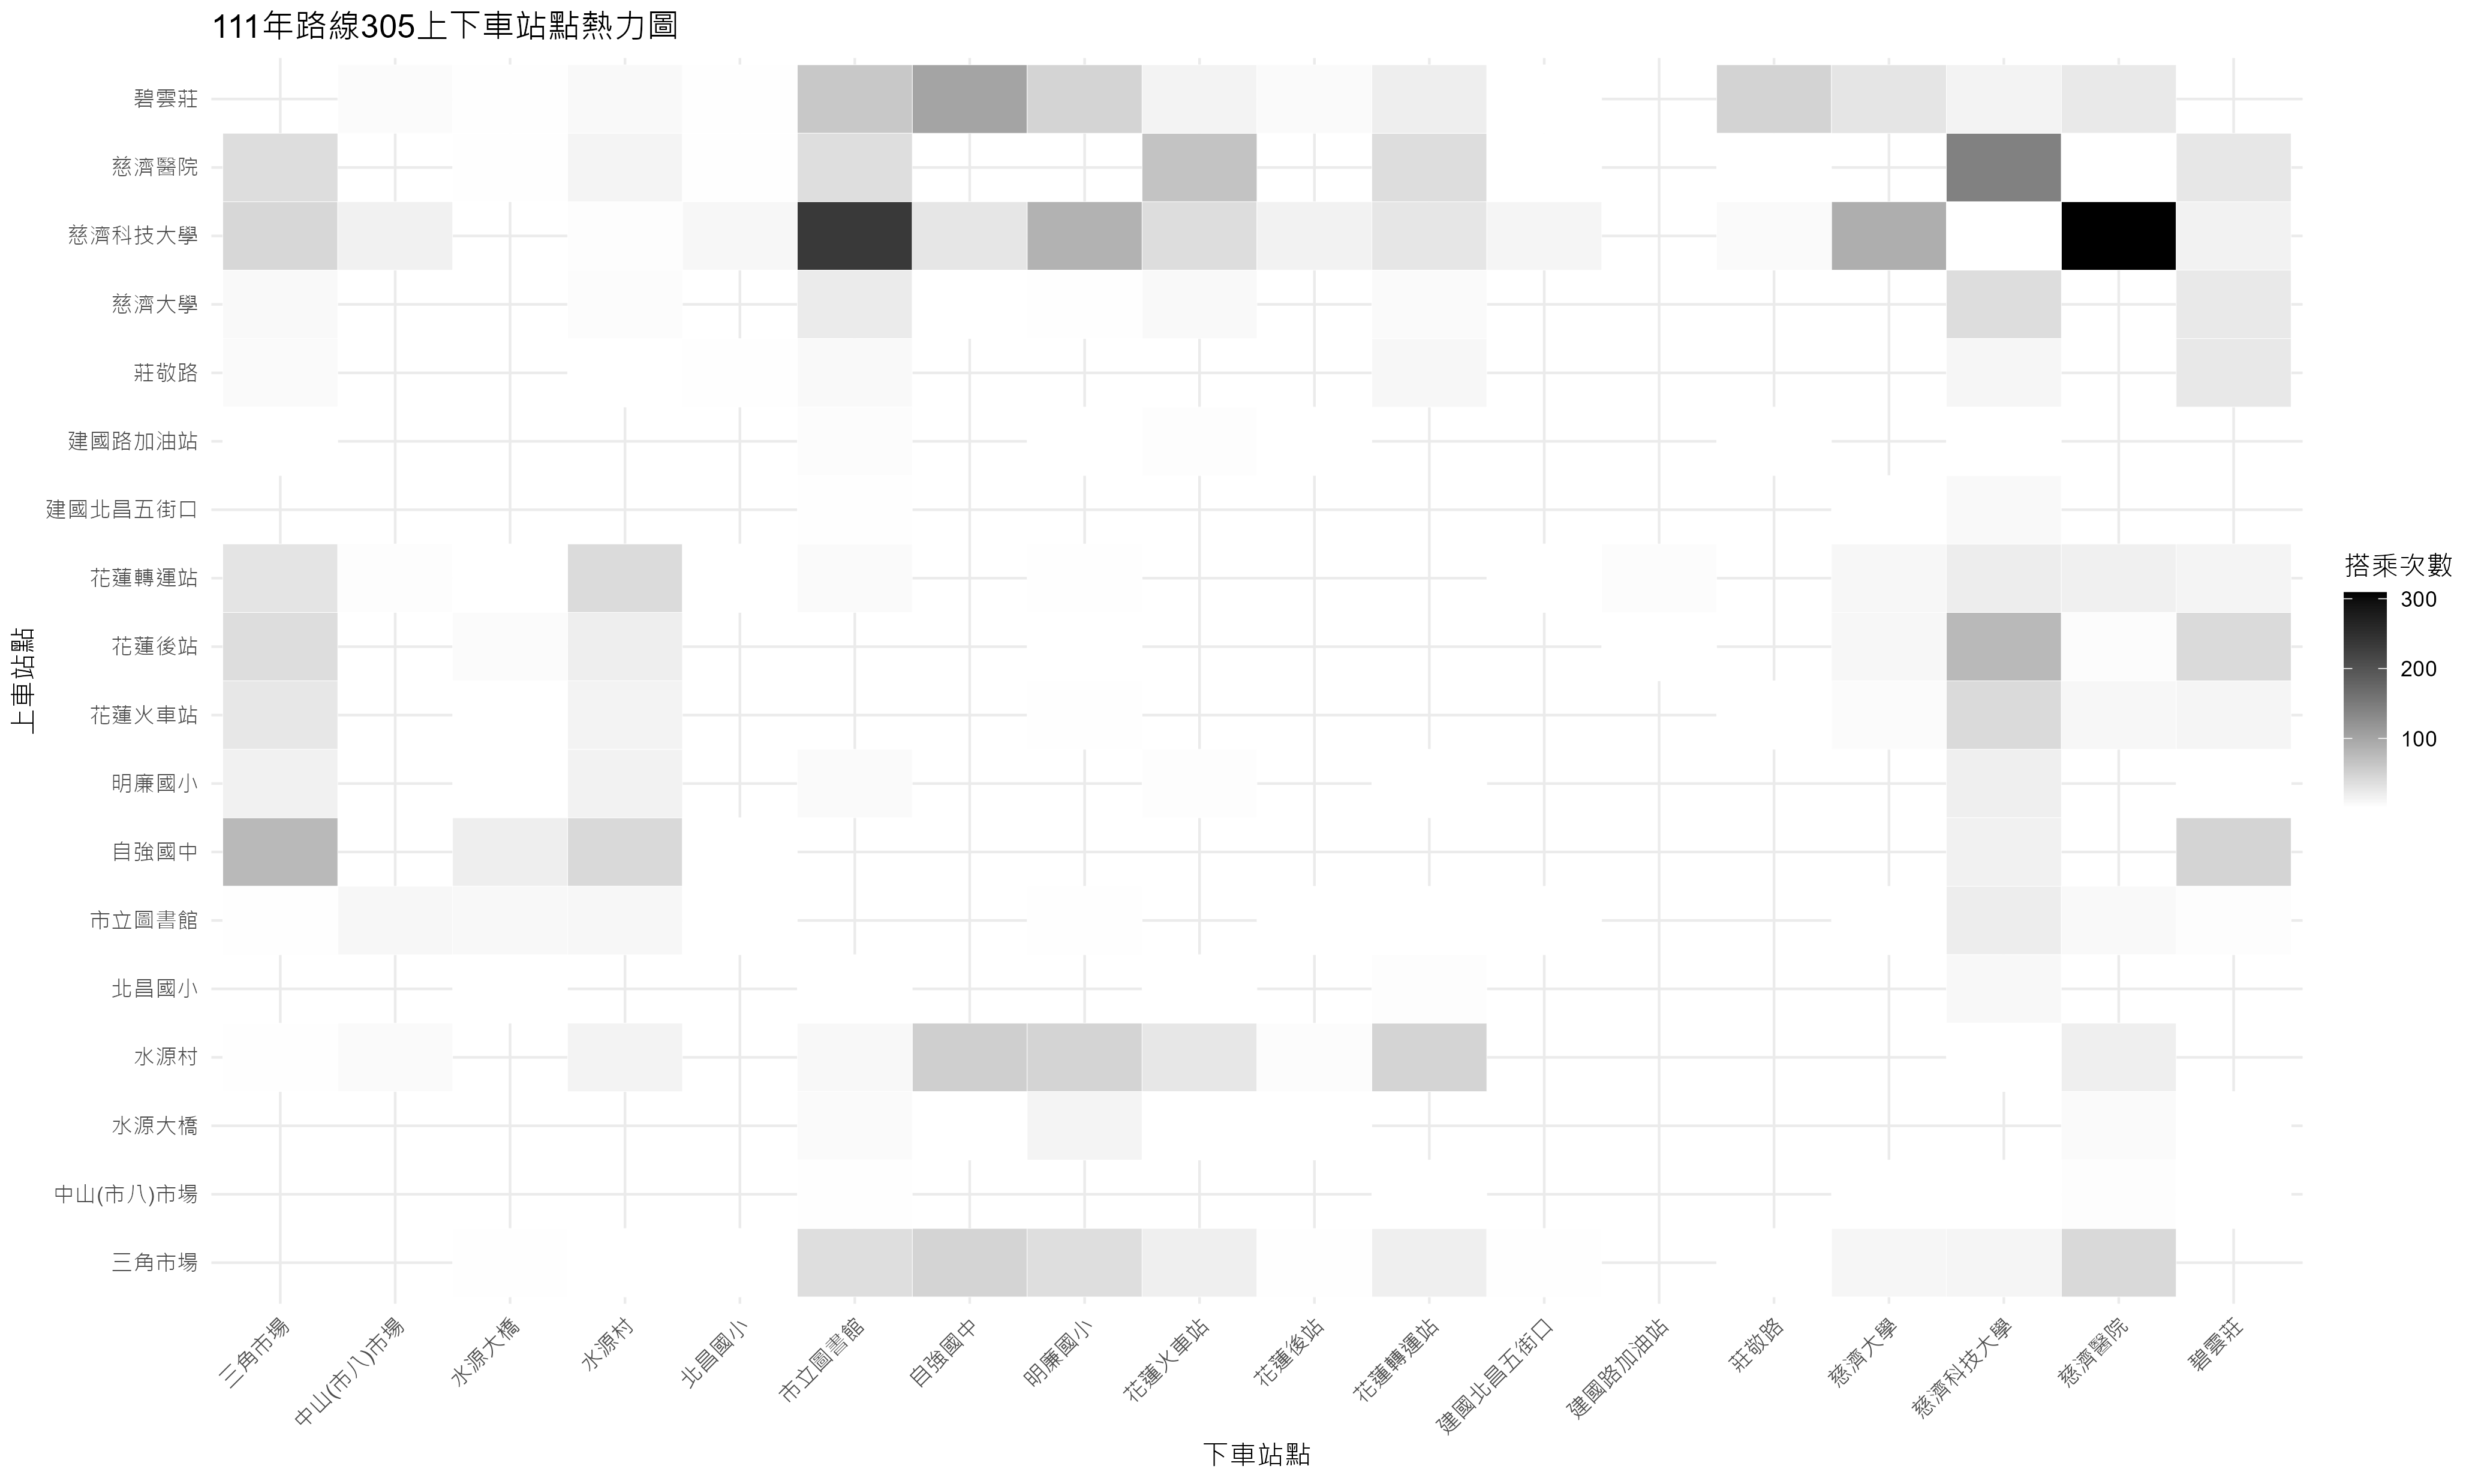 111年路線305上下車站點熱力圖
上車站點
碧雲莊
慈濟醫院
慈濟科技大學
慈濟大學
莊敬路
建國路加油站
建國北昌五街口
花蓮轉運站
花蓮後站
花蓮火車站
明廉國小
自強國中
市立圖書館
北昌國小
水源村
水源大橋
中山(市八)市場
三角市場
三角市場
中山(市八)市場
水源大橋
水源村
北昌國小
市立圖書館
自強國中
明廉國小
花蓮火車站
花蓮後站
花蓮轉運站
建國北昌五街口
建國路加油站
莊敬路
慈濟大學
慈濟科技大學
慈濟醫院
碧雲莊
下車站點
搭乘次數
300
200
100